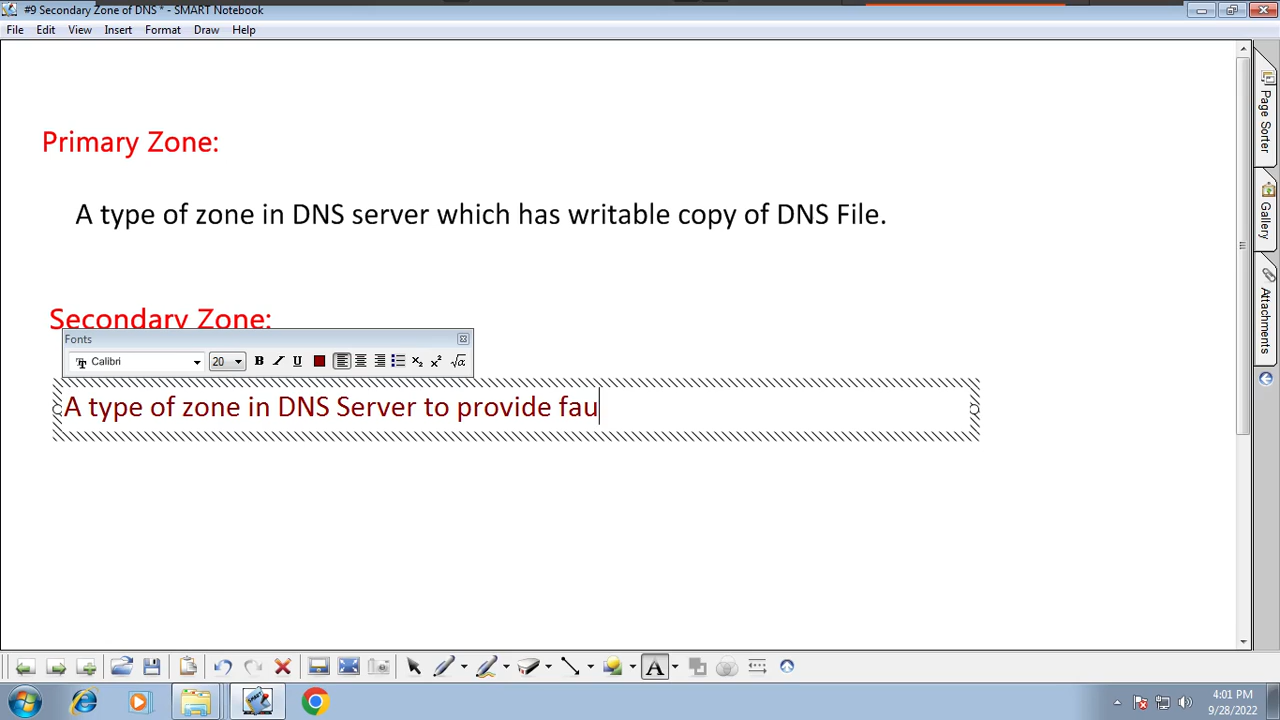 #9 Secondary Zone of DNS * - SMART Notebook
File Edit View Insert Format Draw Help
Primary Zone:
A type of zone in DNS server which has writable copy of DNS File.
Secondary Zone:
Fonts
Calibri 20 B I U
A type of zone in DNS Server to provide fau
Page Sorter
Gallery
Attachments
4:01 PM
9/28/2022